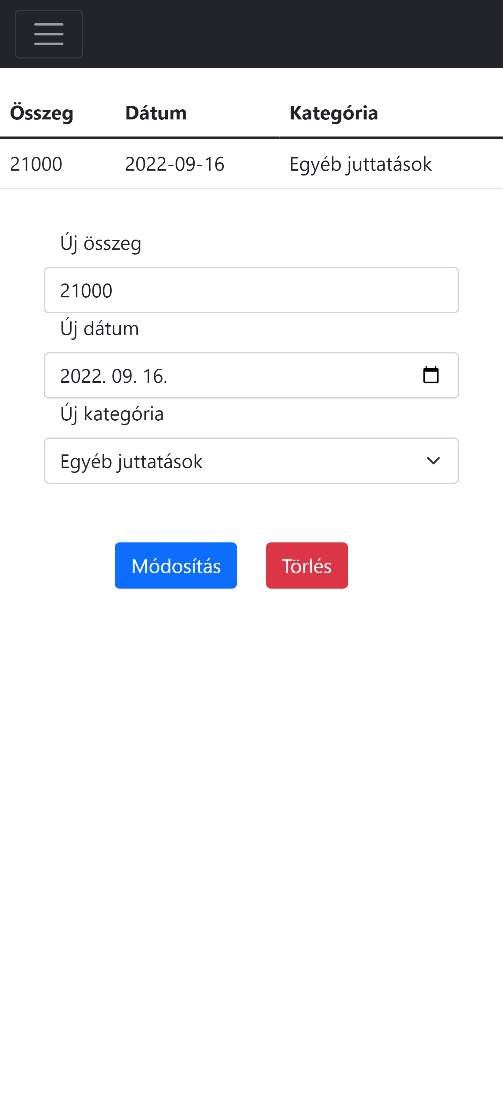 Összeg Dátum Kategória
21000 2022-09-16 Egyéb juttatások
Új összeg
21000
Új dátum
2022. 09. 16.
Új kategória
Egyéb juttatások
Módosítás Törlés